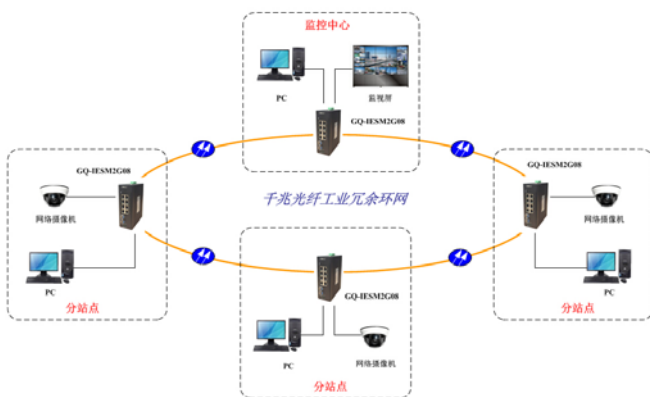 监控中心
PC
监视屏
GQ-IESM2G08
GQ-IESM2G08
网络摄像机
PC
分站点
千兆光纤工业冗余环网
GQ-IESM2G08
网络摄像机
PC
分站点
GQ-IESM2G08
PC
网络摄像机
分站点